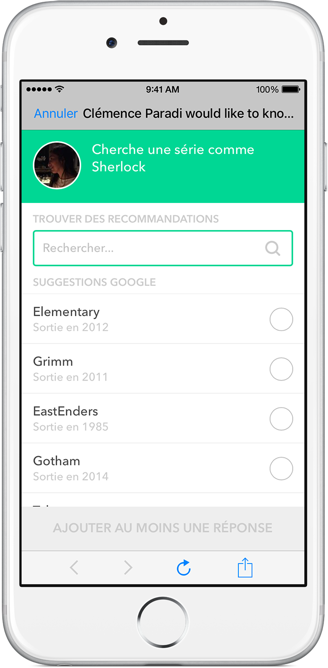 9:41 AM 100%
Annuler Clémence Paradi would like to kno...
Cherche une série comme
Sherlock
TROUVER DES RECOMMANDATIONS
Rechercher...
SUGGESTIONS GOOGLE
Elementary
Sortie en 2012
Grimm
Sortie en 2011
EastEnders
Sortie en 1985
Gotham
Sortie en 2014
AJOUTER AU MOINS UNE RÉPONSE